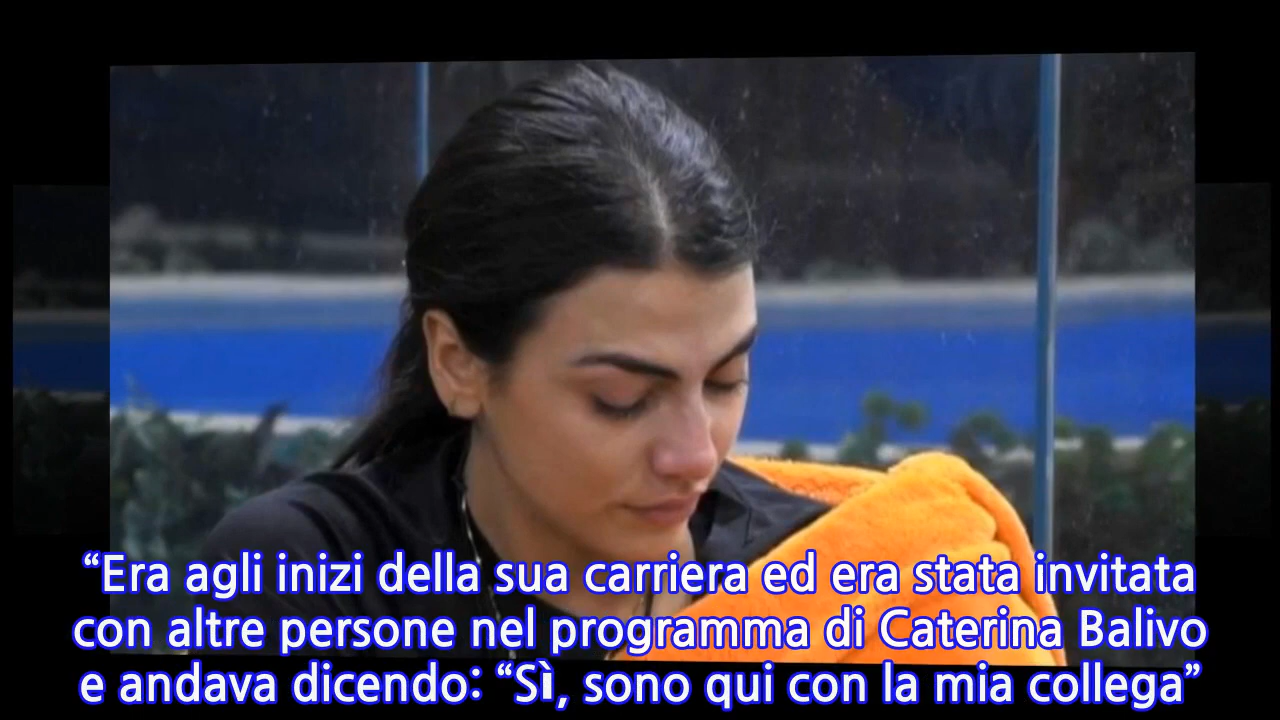 “Era agli inizi della sua carriera ed era stata invitata
con altre persone nel programma di Caterina Balivo
e andava dicendo: “Sì, sono qui con la mia collega”